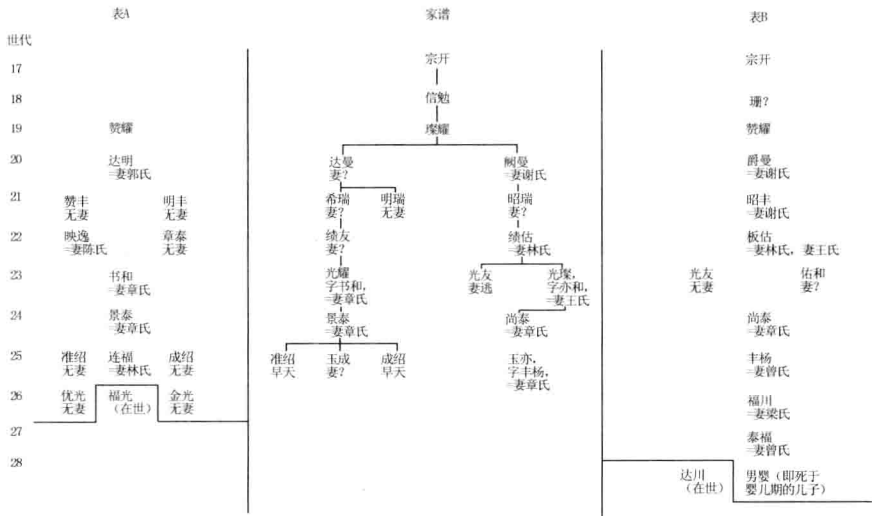 表A 家谱 表B
世代
17 宗开 宗开
18 信勉 珊?
19 赞耀 璨耀 赞耀
20 达明 达曼 阙曼 爵曼
=妻郭氏 妻? =妻谢氏 =妻谢氏
21 赞丰 明丰 希瑞 明瑞 昭瑞 昭丰
无妻 无妻 妻? 无妻 妻? =妻谢氏
22 映逸 章泰 绩友 绩估 板估
=妻陈氏 无妻 妻? =妻林氏 =妻林氏,妻王氏
23 书和 光耀 光友 光璨, 光友 佑和
=妻章氏 字书和, 妻逃 字亦和, 无妻 妻?
=妻章氏 =妻王氏
24 景泰 景泰 尚泰 尚泰
=妻章氏 =妻章氏 =妻章氏 =妻章氏
25 准绍 连福 成绍 准绍 玉成 成绍 玉亦, 丰杨
无妻 =妻林氏 无妻 早夭 妻? 早夭 字丰杨, =妻曾氏
=妻章氏
26 优光 福光 金光 福川
无妻 (在世) 无妻 =妻梁氏
27 泰福
=妻曾氏
28 达川 男婴(即死于
(在世) 婴儿期的儿子)